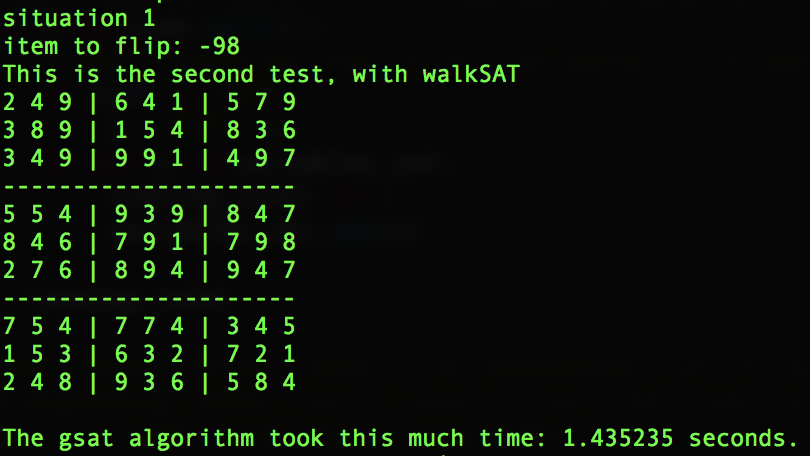 situation 1
item to flip: -98
This is the second test, with walkSAT
2 4 9 | 6 4 1 | 5 7 9
3 8 9 | 1 5 4 | 8 3 6
3 4 9 | 9 9 1 | 4 9 7
---------------------
5 5 4 | 9 3 9 | 8 4 7
8 4 6 | 7 9 1 | 7 9 8
2 7 6 | 8 9 4 | 9 4 7
---------------------
7 5 4 | 7 7 4 | 3 4 5
1 5 3 | 6 3 2 | 7 2 1
2 4 8 | 9 3 6 | 5 8 4
The gsat algorithm took this much time: 1.435235 seconds.